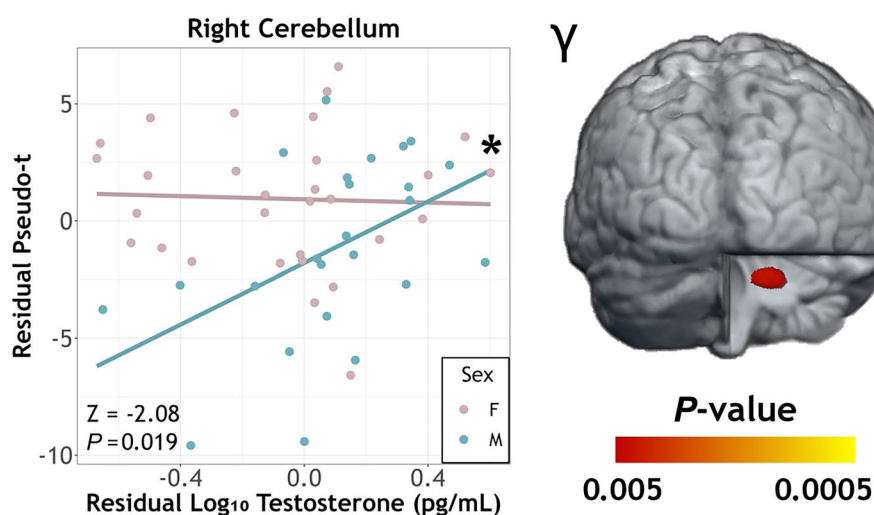 Right Cerebellum
γ
Residual Pseudo-t
5
0
-5
-10
Z = -2.08
P = 0.019
Sex
F
M
*
-0.4
0.0
0.4
Residual Log₁₀ Testosterone (pg/mL)
P-value
0.005
0.0005